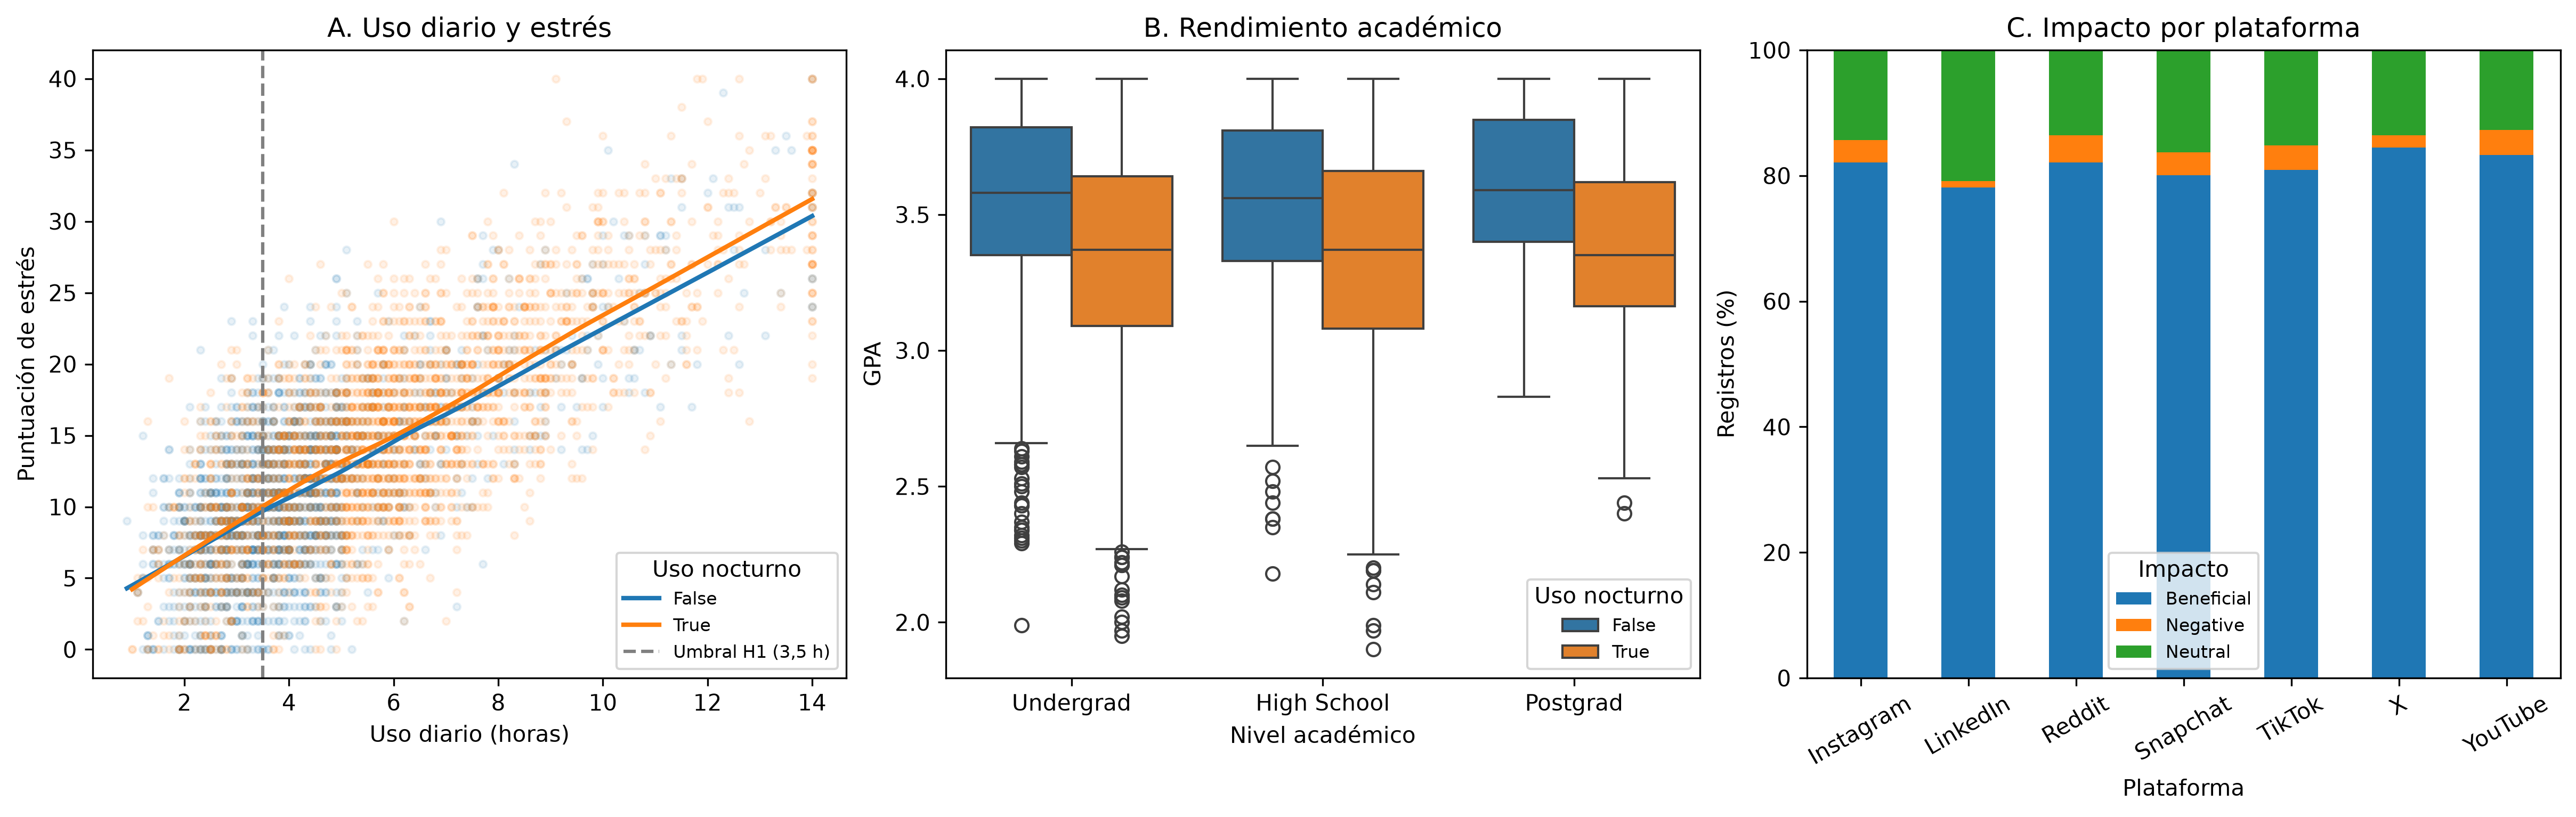 A. Uso diario y estrés
Puntuación de estrés
40
35
30
25
20
15
10
5
0
2 4 6 8 10 12 14
Uso diario (horas)
Uso nocturno
False
True
Umbral H1 (3,5 h)
B. Rendimiento académico
GPA
4.0
3.5
3.0
2.5
2.0
Undergrad High School Postgrad
Nivel académico
Uso nocturno
False
True
C. Impacto por plataforma
Registros (%)
100
80
60
40
20
0
Instagram LinkedIn Reddit Snapchat TikTok X YouTube
Plataforma
Impacto
Beneficial
Negative
Neutral